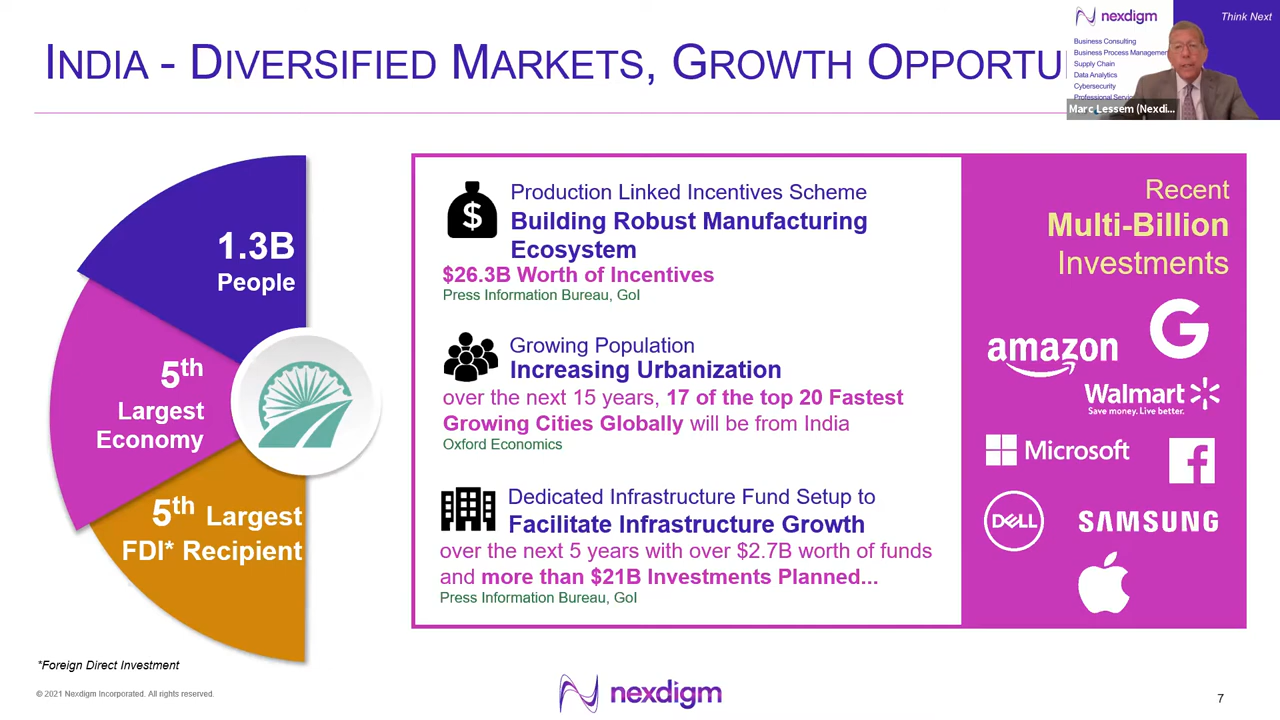 INDIA - DIVERSIFIED MARKETS, GROWTH OPPORTU
nexdigm
Think Next
Business Consulting
Business Process Management
Supply Chain
Data Analytics
Cybersecurity
Marc Lessem (Nexdi...
1.3B
People
5th
Largest
Economy
5th Largest
FDI* Recipient
$
Production Linked Incentives Scheme
Building Robust Manufacturing
Ecosystem
$26.3B Worth of Incentives
Press Information Bureau, GoI
Growing Population
Increasing Urbanization
over the next 15 years, 17 of the top 20 Fastest
Growing Cities Globally will be from India
Oxford Economics
Dedicated Infrastructure Fund Setup to
Facilitate Infrastructure Growth
over the next 5 years with over $2.7B worth of funds
and more than $21B Investments Planned...
Press Information Bureau, GoI
Recent
Multi-Billion
Investments
G
amazon
Walmart
Save money. Live better.
Microsoft
f
DELL
SAMSUNG
*Foreign Direct Investment
© 2021 Nexdigm Incorporated. All rights reserved.
nexdigm
7